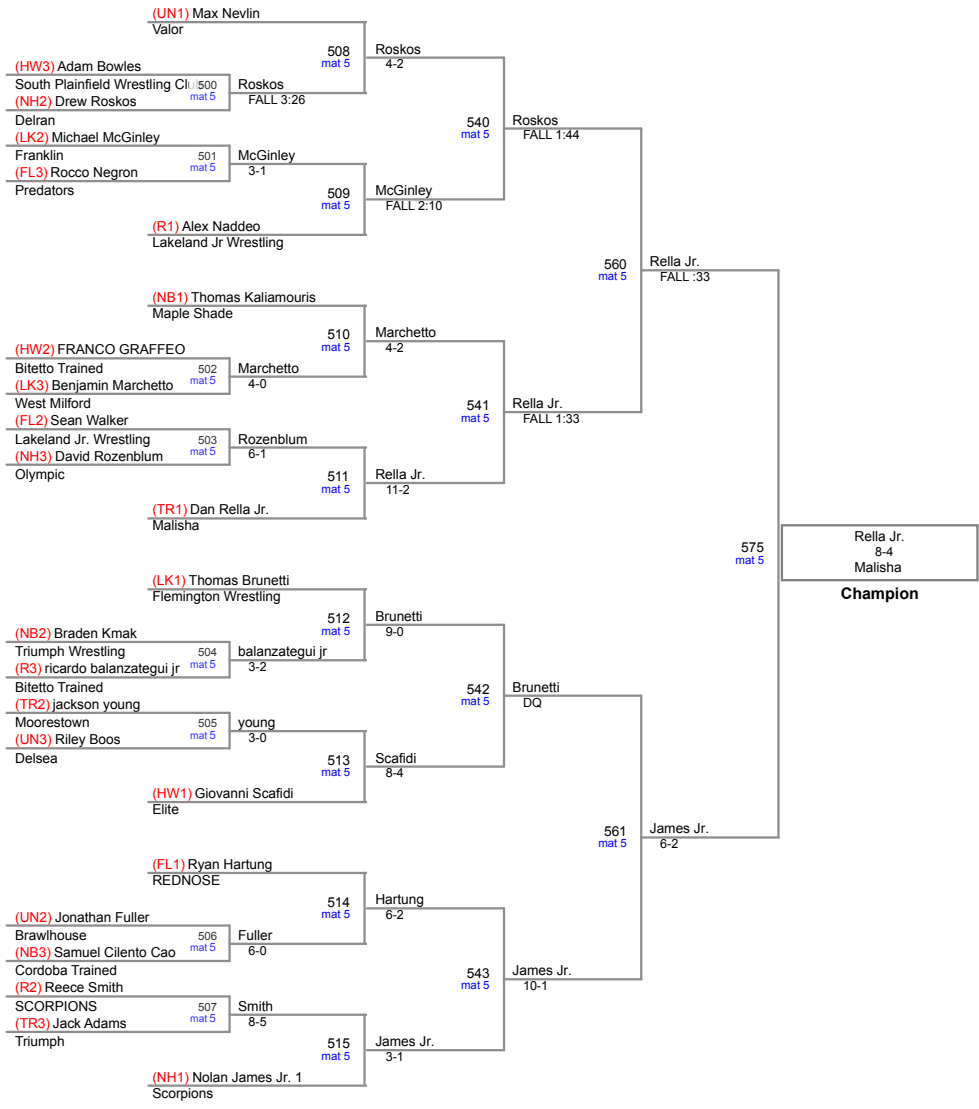 (UN1) Max Nevlin
Valor
508
mat 5
Roskos
4-2
(HW3) Adam Bowles
South Plainfield Wrestling Club
500
mat 5
Roskos
FALL 3:26
(NH2) Drew Roskos
Delran
540
mat 5
Roskos
FALL 1:44
(LK2) Michael McGinley
Franklin
501
mat 5
McGinley
3-1
(FL3) Rocco Negron
Predators
509
mat 5
McGinley
FALL 2:10
(R1) Alex Naddeo
Lakeland Jr Wrestling
560
mat 5
Rella Jr.
FALL :33
(NB1) Thomas Kaliamouris
Maple Shade
510
mat 5
Marchetto
4-2
(HW2) FRANCO GRAFFEO
Bitetto Trained
502
mat 5
Marchetto
4-0
(LK3) Benjamin Marchetto
West Milford
541
mat 5
Rella Jr.
FALL 1:33
(FL2) Sean Walker
Lakeland Jr. Wrestling
503
mat 5
Rozenblum
6-1
(NH3) David Rozenblum
Olympic
511
mat 5
Rella Jr.
11-2
(TR1) Dan Rella Jr.
Malisha
575
mat 5
Rella Jr.
8-4
Malisha
Champion
(LK1) Thomas Brunetti
Flemington Wrestling
512
mat 5
Brunetti
9-0
(NB2) Braden Kmak
Triumph Wrestling
504
mat 5
balanzategui jr
3-2
(R3) ricardo balanzategui jr
Bitetto Trained
542
mat 5
Brunetti
DQ
(TR2) jackson young
Moorestown
505
mat 5
young
3-0
(UN3) Riley Boos
Delsea
513
mat 5
Scafidi
8-4
(HW1) Giovanni Scafidi
Elite
561
mat 5
James Jr.
6-2
(FL1) Ryan Hartung
REDNOSE
514
mat 5
Hartung
6-2
(UN2) Jonathan Fuller
Brawlhouse
506
mat 5
Fuller
6-0
(NB3) Samuel Cilento Cao
Cordoba Trained
543
mat 5
James Jr.
10-1
(R2) Reece Smith
SCORPIONS
507
mat 5
Smith
8-5
(TR3) Jack Adams
Triumph
515
mat 5
James Jr.
3-1
(NH1) Nolan James Jr. 1
Scorpions